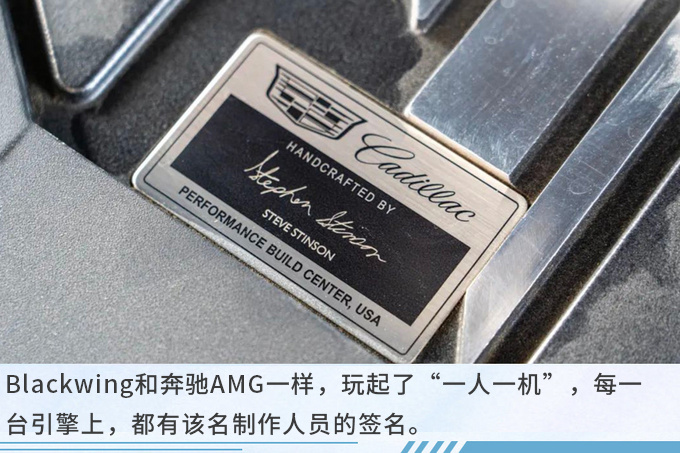 Cadillac
HANDCRAFTED BY
Stephen Stinson
STEVE STINSON
PERFORMANCE BUILD CENTER, USA
Blackwing和奔驰AMG一样，玩起了“一人一机”，每一
台引擎上，都有该名制作人员的签名。